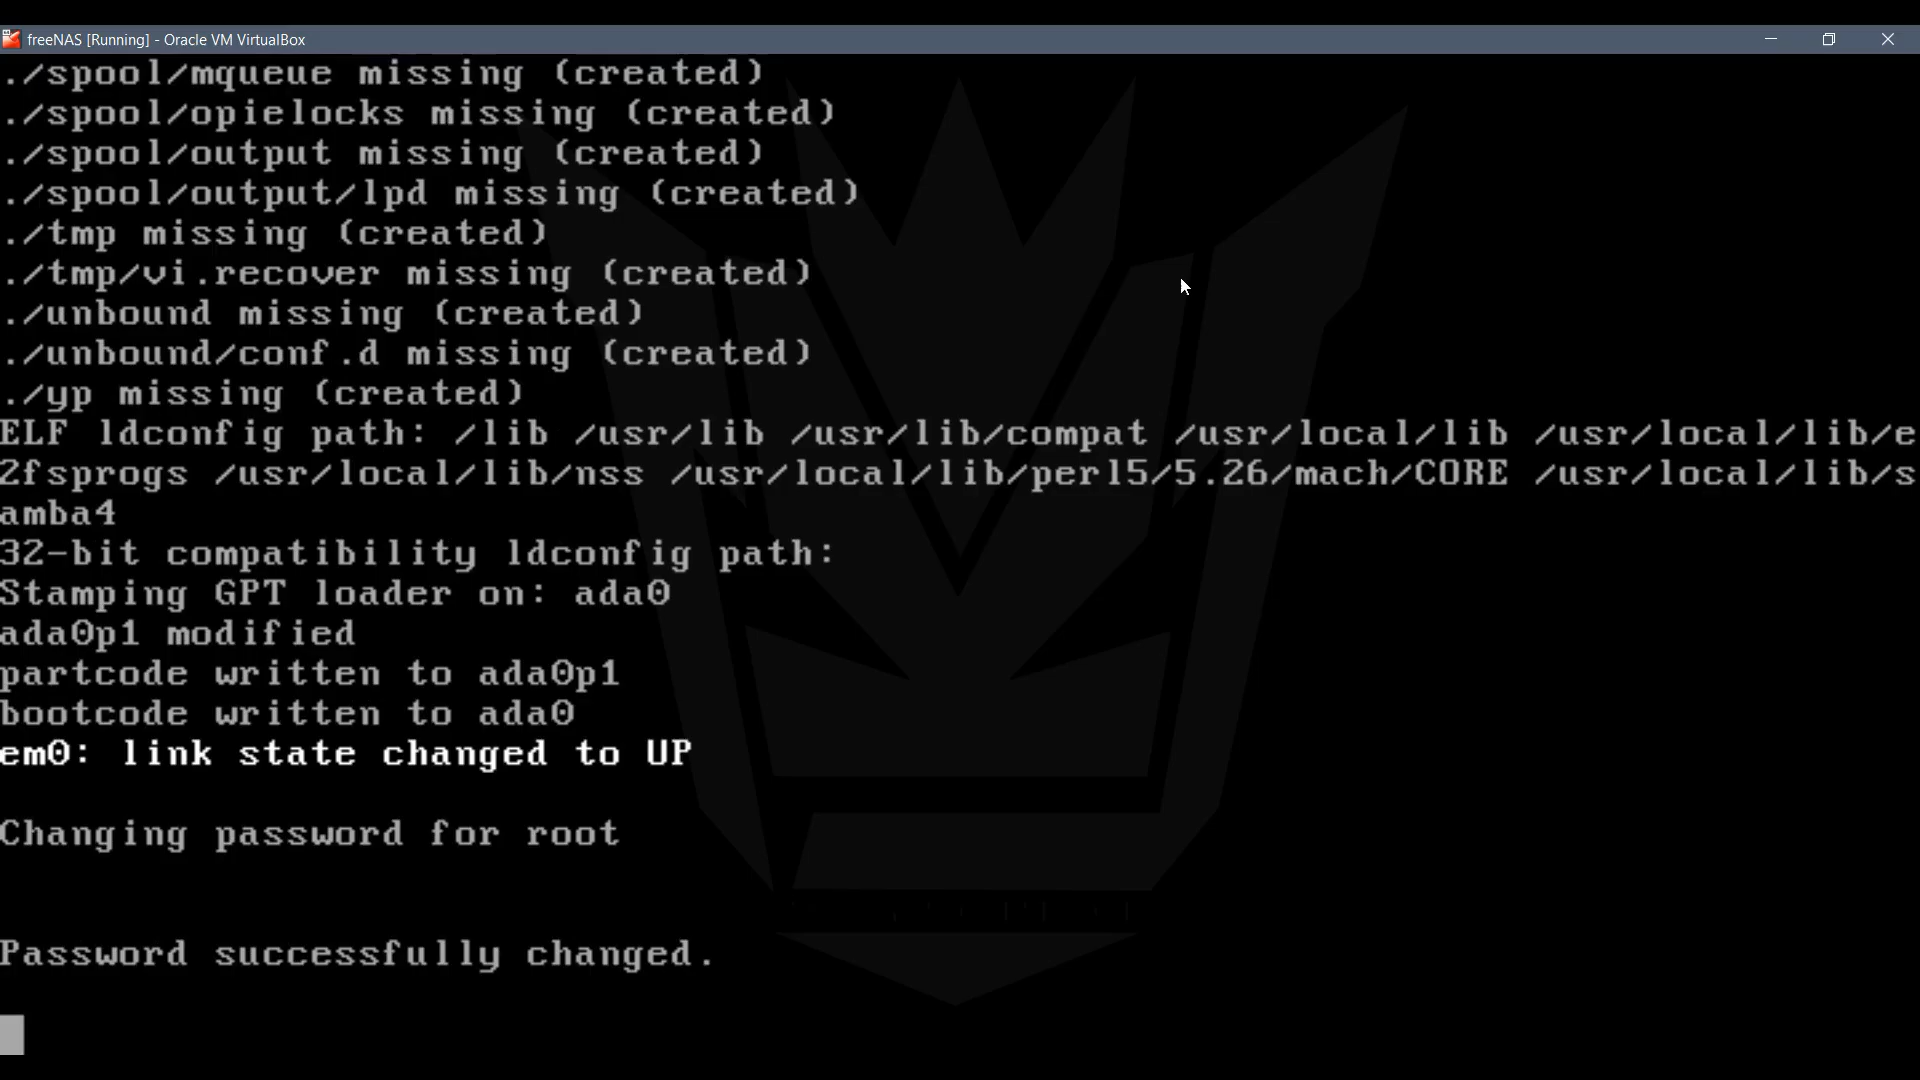 freeNAS [Running] - Oracle VM VirtualBox
./spool/mqueue missing (created)
./spool/opielocks missing (created)
./spool/output missing (created)
./spool/output/lpd missing (created)
./tmp missing (created)
./tmp/vi.recover missing (created)
./unbound missing (created)
./unbound/conf.d missing (created)
./yp missing (created)
ELF ldconfig path: /lib /usr/lib /usr/lib/compat /usr/local/lib /usr/local/lib/e
2fsprogs /usr/local/lib/nss /usr/local/lib/perl5/5.26/mach/CORE /usr/local/lib/s
amba4
32-bit compatibility ldconfig path:
Stamping GPT loader on: ada0
ada0p1 modified
partcode written to ada0p1
bootcode written to ada0
em0: link state changed to UP
Changing password for root
Password successfully changed.